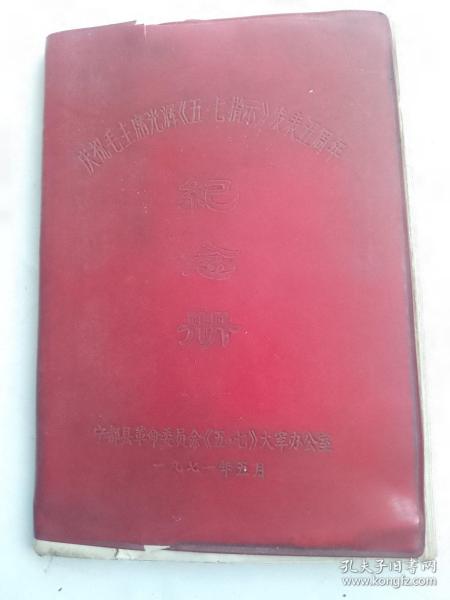 庆祝毛主席光辉《五·七指示》发表五周年
纪
念
册
宁都县革命委员会《五·七》大军办公室
一九七一年五月
孔夫子旧书网
www.kongfz.com